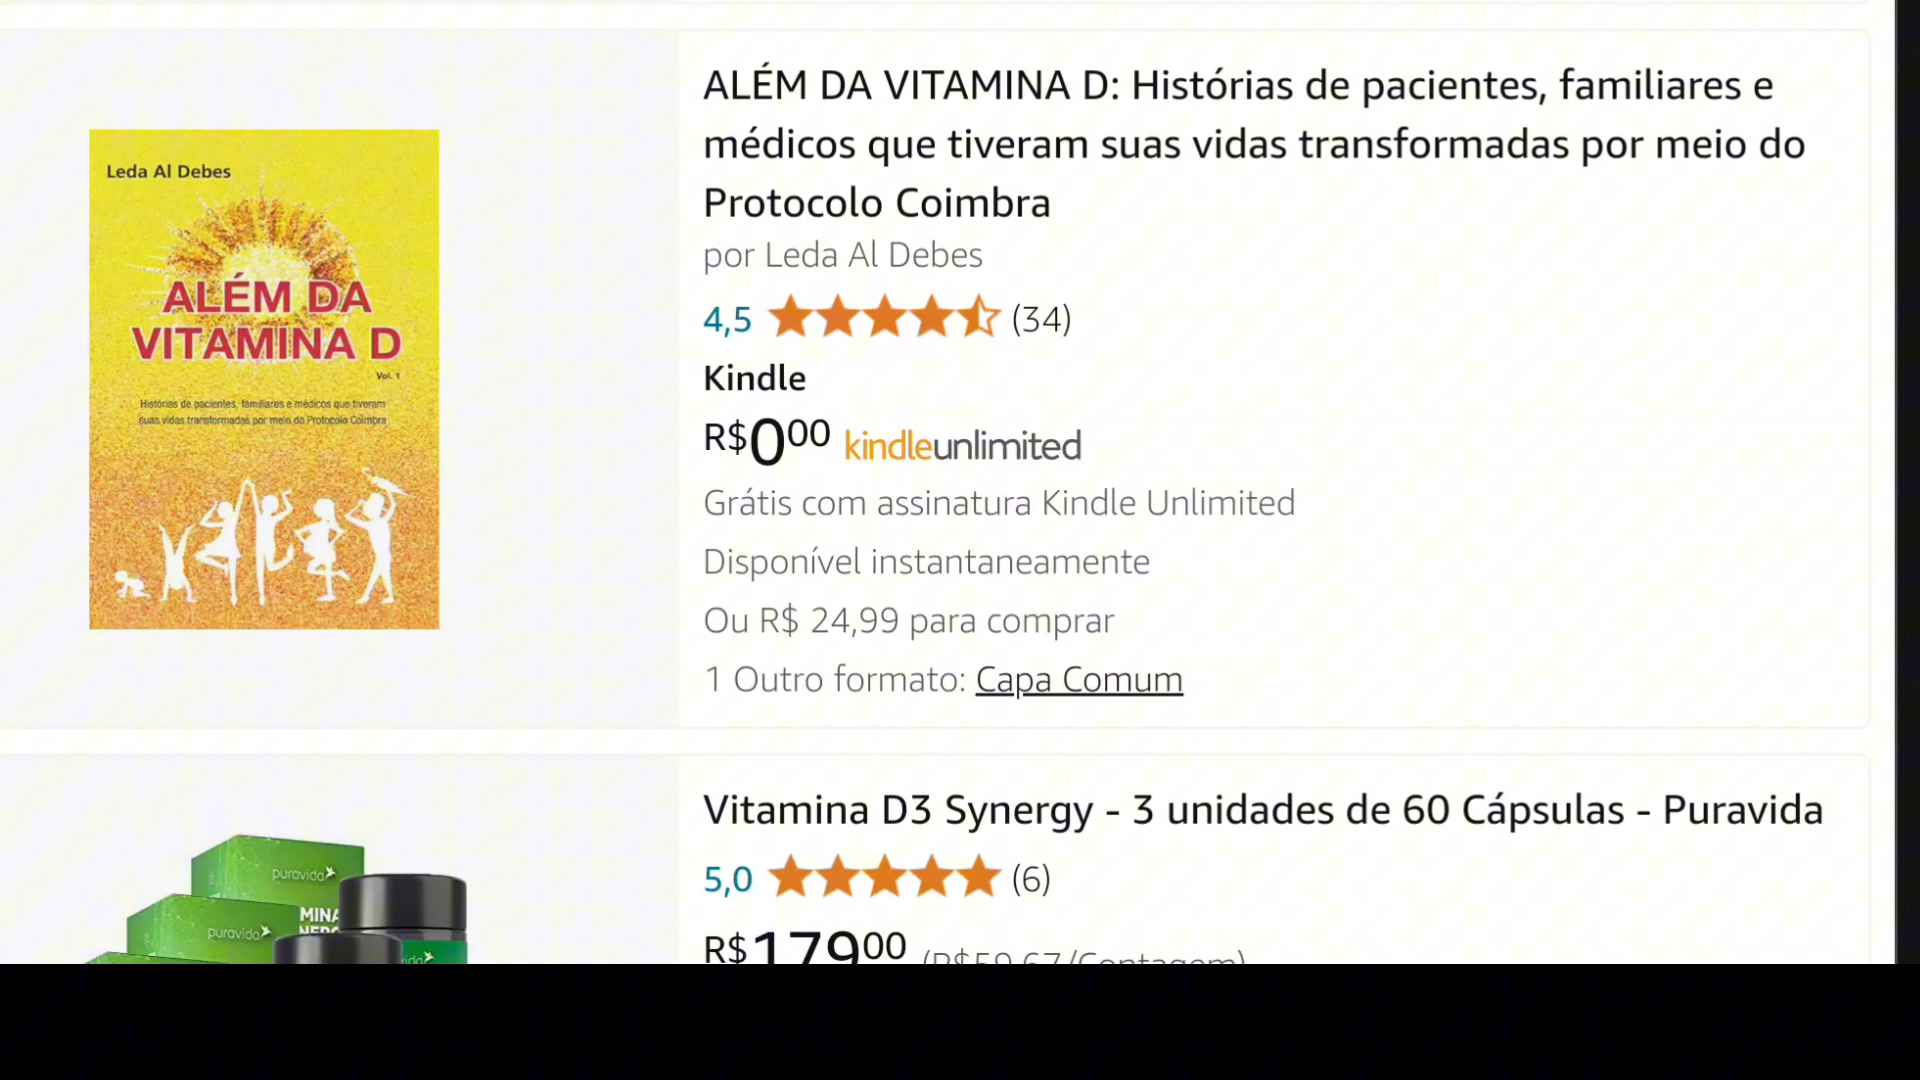 Leda Al Debes
ALÉM DA
VITAMINA D
Vol. 1
Histórias de pacientes, familiares e médicos que tiveram
suas vidas transformadas por meio do Protocolo Coimbra
ALÉM DA VITAMINA D: Histórias de pacientes, familiares e
médicos que tiveram suas vidas transformadas por meio do
Protocolo Coimbra
por Leda Al Debes
4,5 (34)
Kindle
R$000 kindleunlimited
Grátis com assinatura Kindle Unlimited
Disponível instantaneamente
Ou R$ 24,99 para comprar
1 Outro formato: Capa Comum
puravida
puravida
Vitamina D3 Synergy - 3 unidades de 60 Cápsulas - Puravida
5,0 (6)
R$17900 (R$59,67/Contagem)